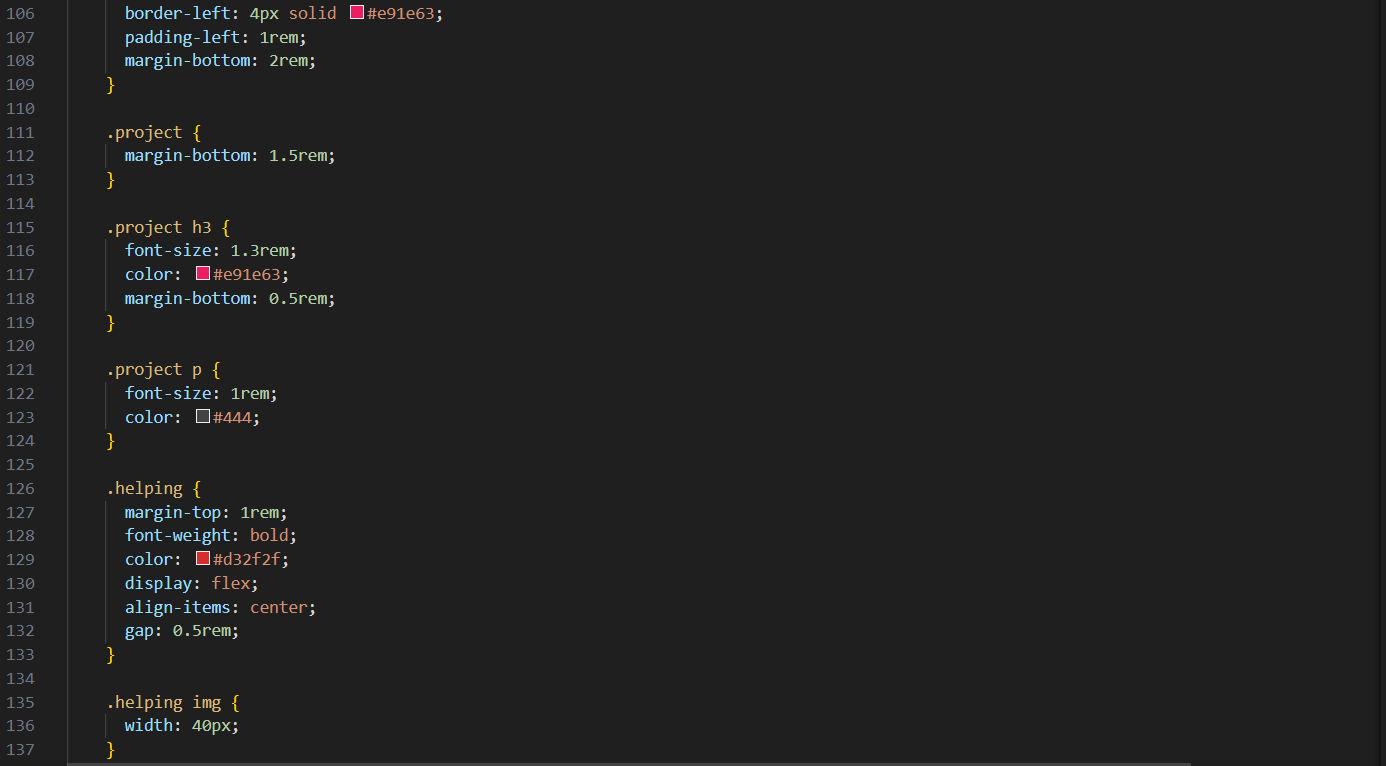 106 border-left: 4px solid #e91e63;
107 padding-left: 1rem;
108 margin-bottom: 2rem;
109 }
110
111 .project {
112 margin-bottom: 1.5rem;
113 }
114
115 .project h3 {
116 font-size: 1.3rem;
117 color: #e91e63;
118 margin-bottom: 0.5rem;
119 }
120
121 .project p {
122 font-size: 1rem;
123 color: #444;
124 }
125
126 .helping {
127 margin-top: 1rem;
128 font-weight: bold;
129 color: #d32f2f;
130 display: flex;
131 align-items: center;
132 gap: 0.5rem;
133 }
134
135 .helping img {
136 width: 40px;
137 }